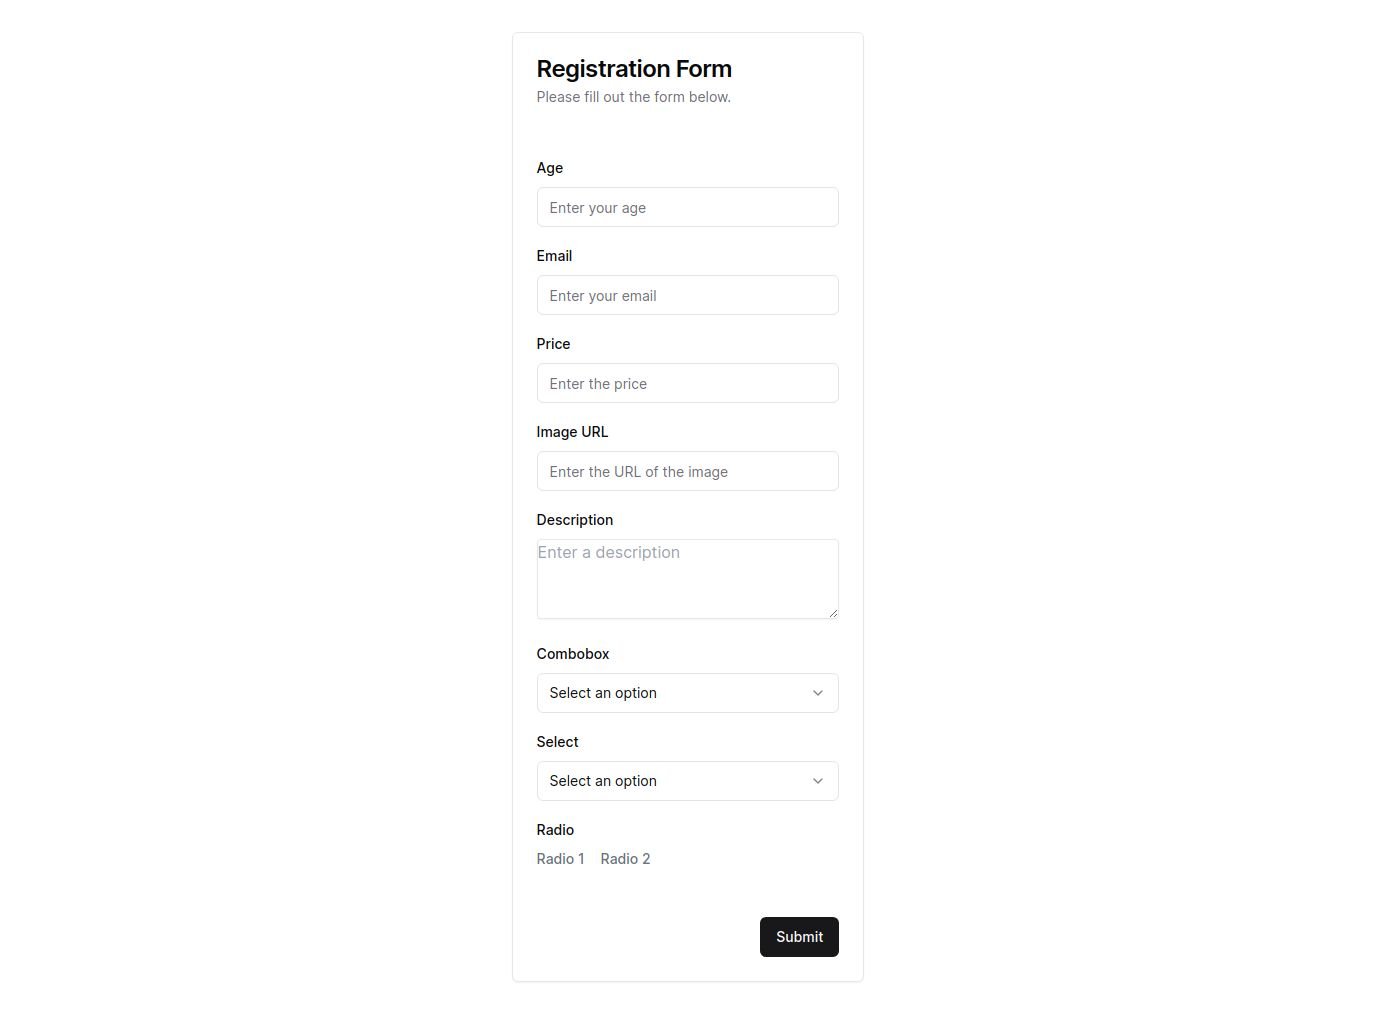 Registration Form
Please fill out the form below.
Age
Enter your age
Email
Enter your email
Price
Enter the price
Image URL
Enter the URL of the image
Description
Enter a description
Combobox
Select an option
Select
Select an option
Radio
Radio 1 Radio 2
Submit